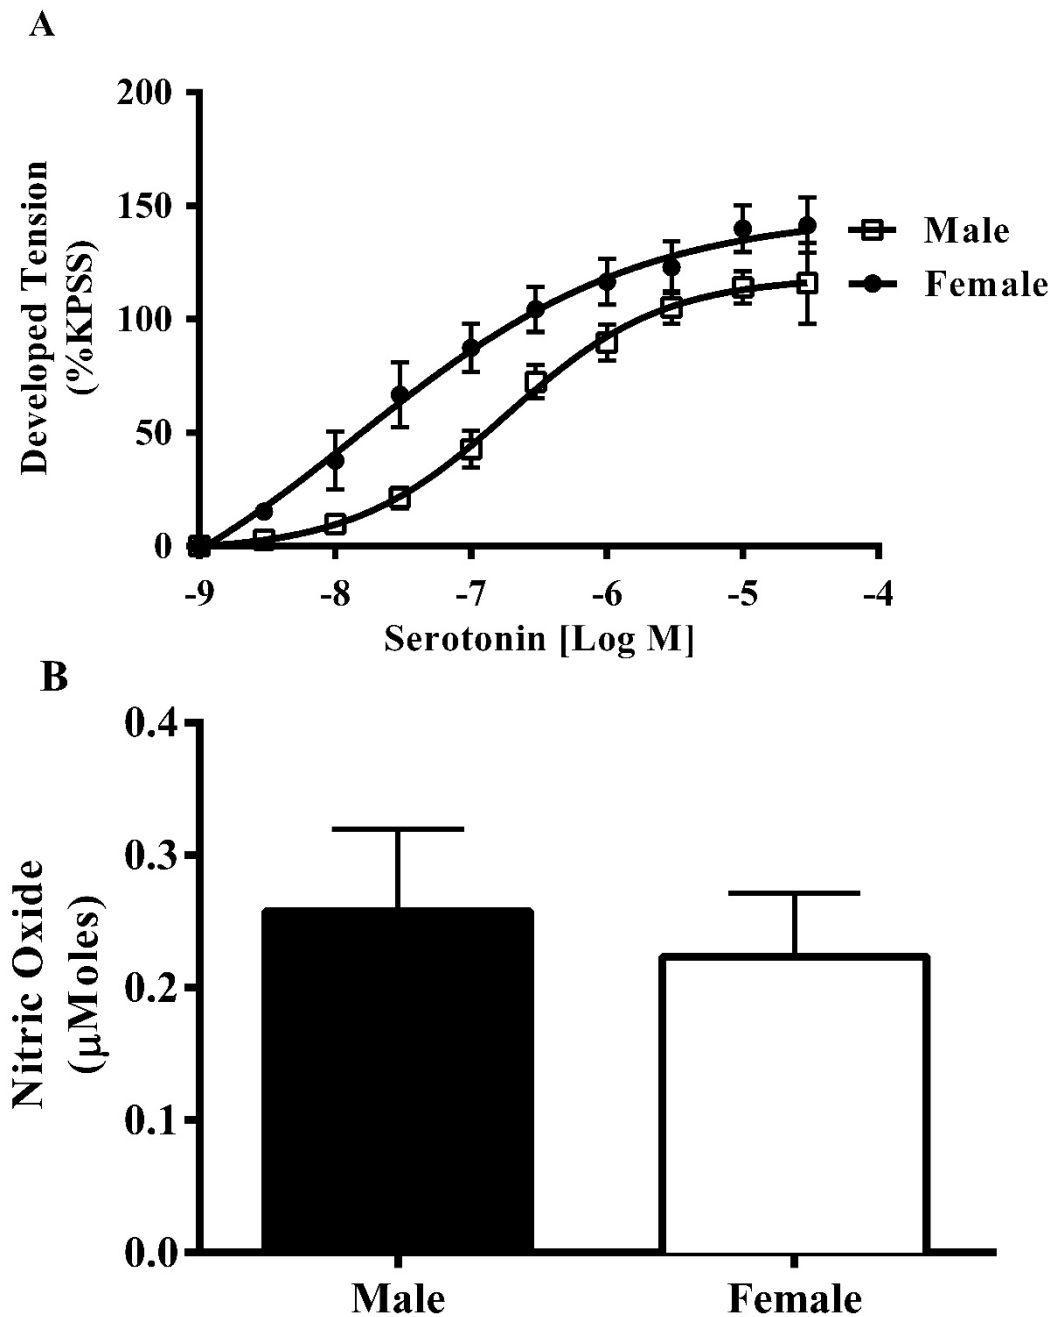 A
200
150
100
50
0
Developed Tension
(%KPSS)
Male
Female
-9 -8 -7 -6 -5 -4
Serotonin [Log M]
B
0.4
0.3
0.2
0.1
0.0
Nitric Oxide
(µMoles)
Male Female